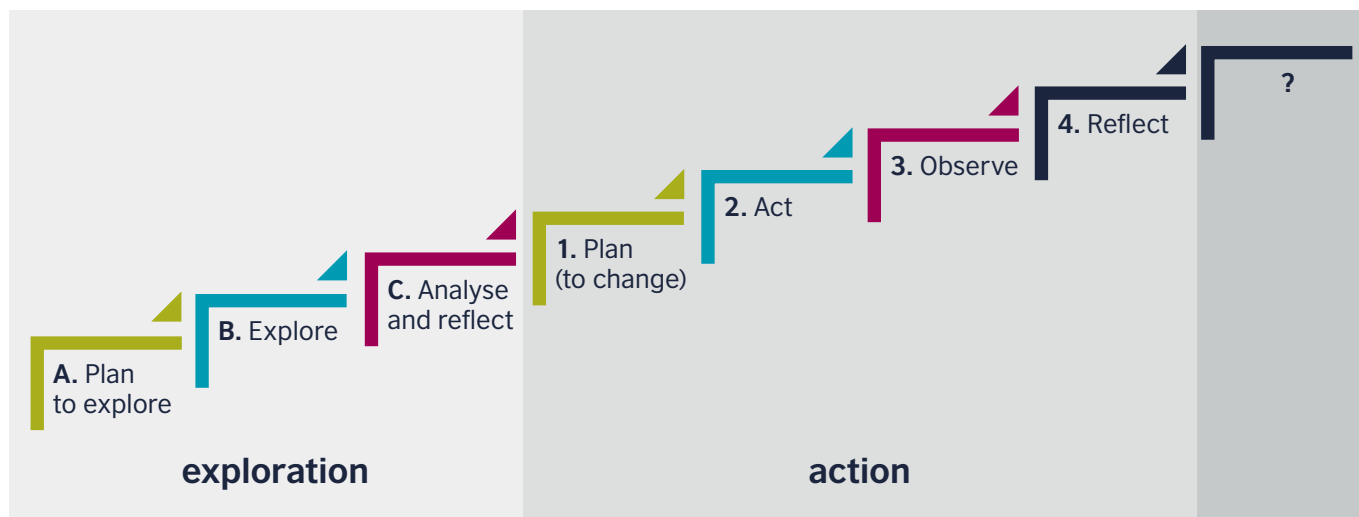 A. Plan
to explore
B. Explore
C. Analyse
and reflect
1. Plan
(to change)
2. Act
3. Observe
4. Reflect
?
exploration
action